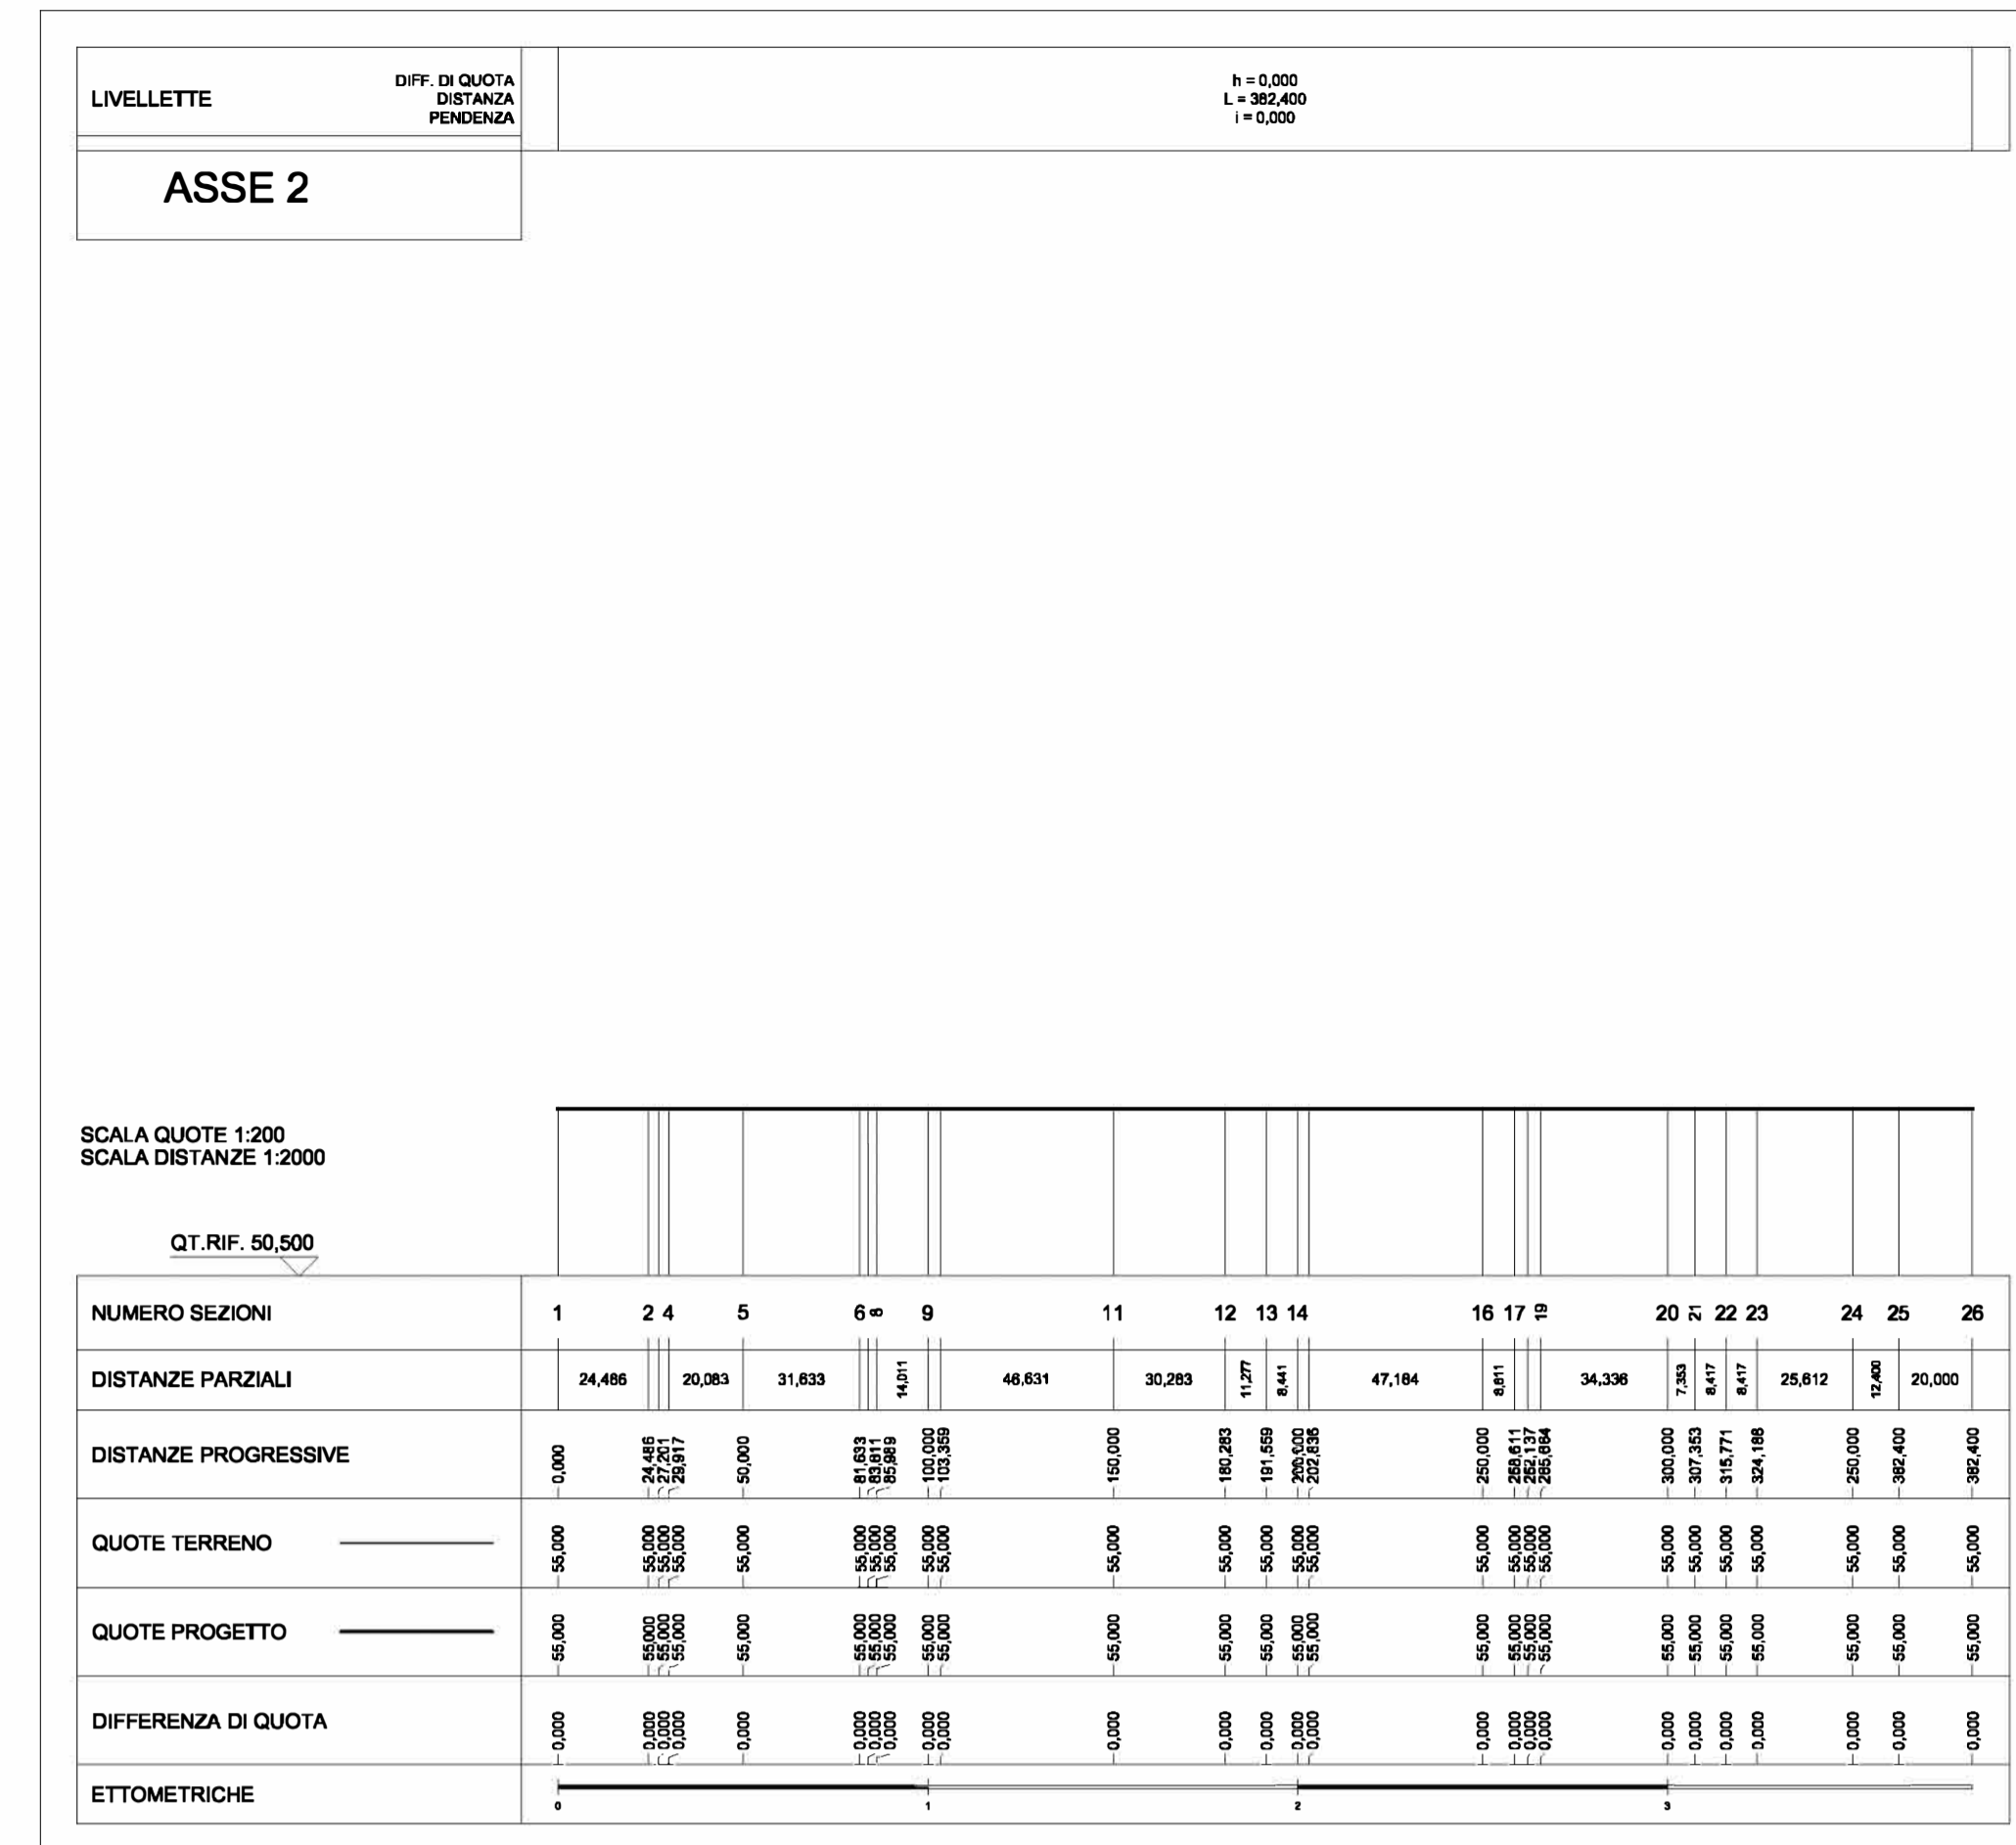 LIVELLETTE
DIFF. DI QUOTA
DISTANZA
PENDENZA
h = 0,000
L = 382,400
i = 0,000
ASSE 2
SCALA QUOTE 1:200
SCALA DISTANZE 1:2000
QT.RIF. 50,500
NUMERO SEZIONI 1 2 4 5 6 8 9 11 12 13 14 16 17 19 20 21 22 23 24 25 26
DISTANZE PARZIALI 24,486 20,083 31,633 14,011 46,631 30,283 11,277 8,441 47,164 8,611 34,336 7,353 8,417 8,417 25,612 12,400 20,000
DISTANZE PROGRESSIVE 0,000 24,486 27,201 29,917 50,000 81,633 83,811 85,989 100,000 103,359 150,000 180,283 191,559 200,000 202,836 250,000 258,611 262,137 265,664 300,000 307,353 315,771 324,188 250,000 382,400 382,400
QUOTE TERRENO 55,000 55,000 55,000 55,000 55,000 55,000 55,000 55,000 55,000 55,000 55,000 55,000 55,000 55,000 55,000 55,000 55,000 55,000 55,000 55,000 55,000 55,000 55,000 55,000 55,000 55,000
QUOTE PROGETTO 55,000 55,000 55,000 55,000 55,000 55,000 55,000 55,000 55,000 55,000 55,000 55,000 55,000 55,000 55,000 55,000 55,000 55,000 55,000 55,000 55,000 55,000 55,000 55,000 55,000 55,000
DIFFERENZA DI QUOTA 0,000 0,000 0,000 0,000 0,000 0,000 0,000 0,000 0,000 0,000 0,000 0,000 0,000 0,000 0,000 0,000 0,000 0,000 0,000 0,000 0,000 0,000 0,000 0,000 0,000 0,000
ETTOMETRICHE 0 1 2 3